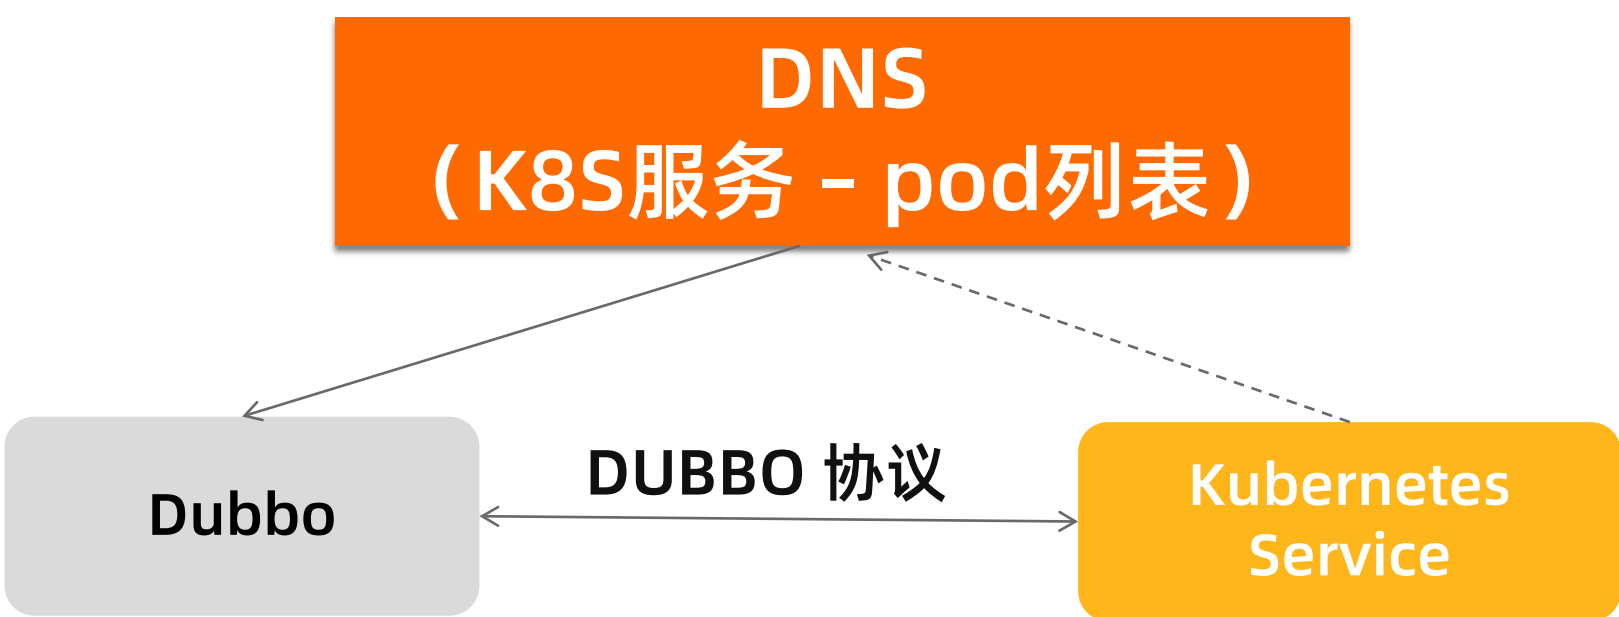 DNS
（K8S服务 – pod列表）
DUBBO 协议
Dubbo
Kubernetes
Service